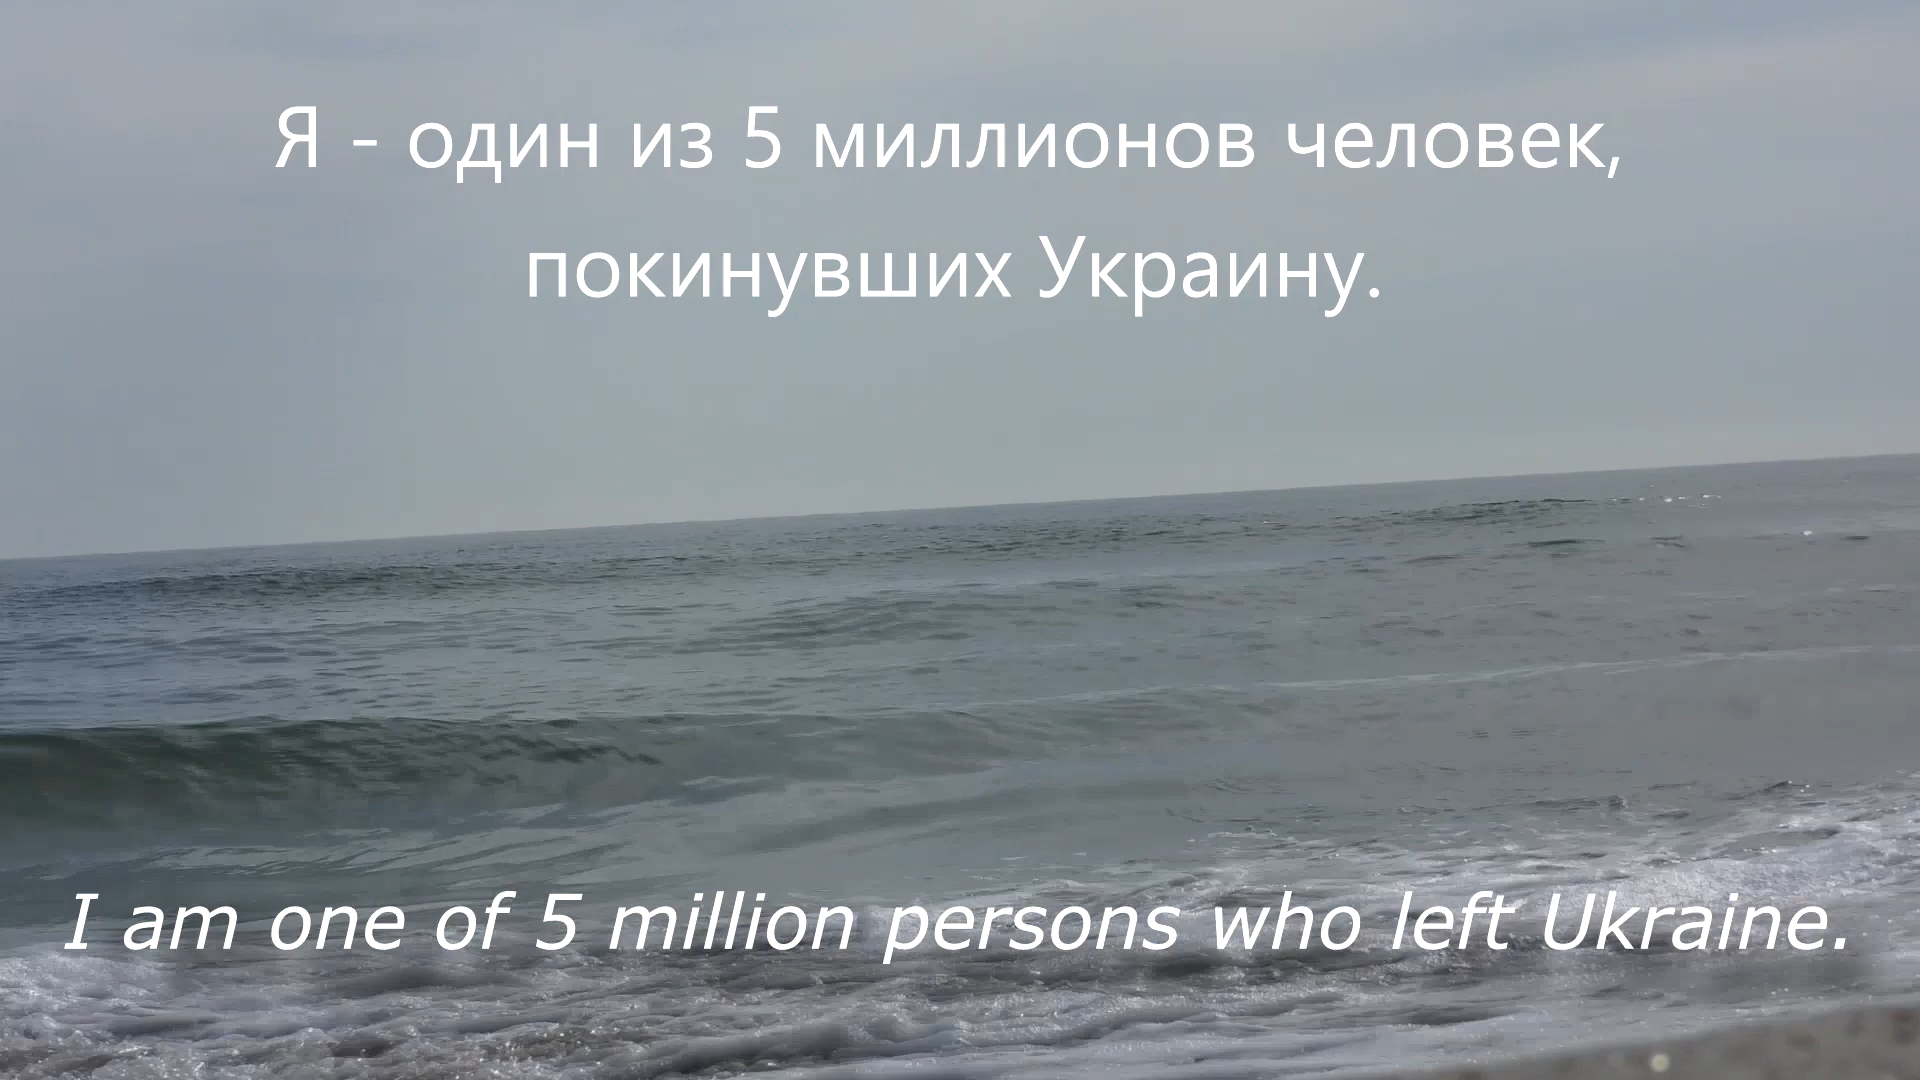 Я - один из 5 миллионов человек,
покинувших Украину.
I am one of 5 million persons who left Ukraine.